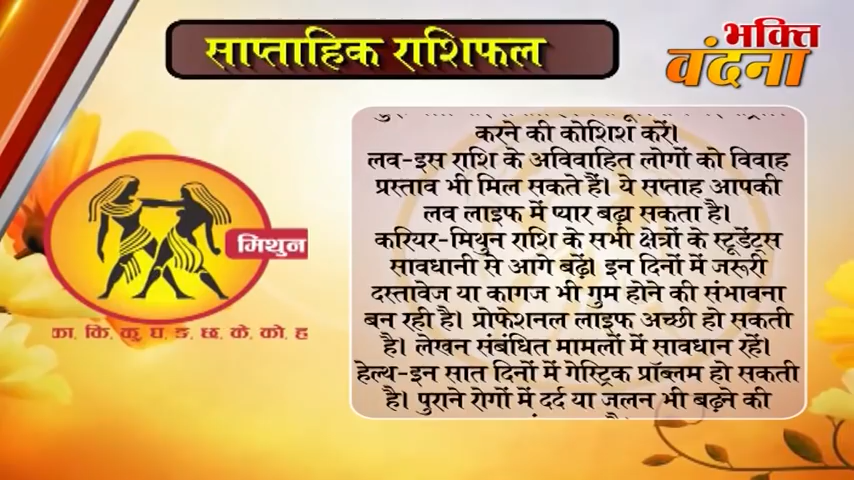 साप्ताहिक राशिफल
भक्ति
वंदना
करने की कोशिश करें।
लव-इस राशि के अविवाहित लोगों को विवाह
प्रस्ताव भी मिल सकते हैं। ये सप्ताह आपकी
लव लाइफ में प्यार बढ़ा सकता है।
करियर-मिथुन राशि के सभी क्षेत्रों के स्टूडेंट्स
सावधानी से आगे बढ़ें। इन दिनों में जरूरी
दस्तावेज या कागज भी गुम होने की संभावना
बन रही है। प्रोफेशनल लाइफ अच्छी हो सकती
है। लेखन संबंधित मामलों में सावधान रहें।
हेल्थ-इन सात दिनों में गेस्ट्रिक प्रॉब्लम हो सकती
है। पुराने रोगों में दर्द या जलन भी बढ़ने की
मिथुन
का, कि, कु, घ, ङ, छ, के, को, ह